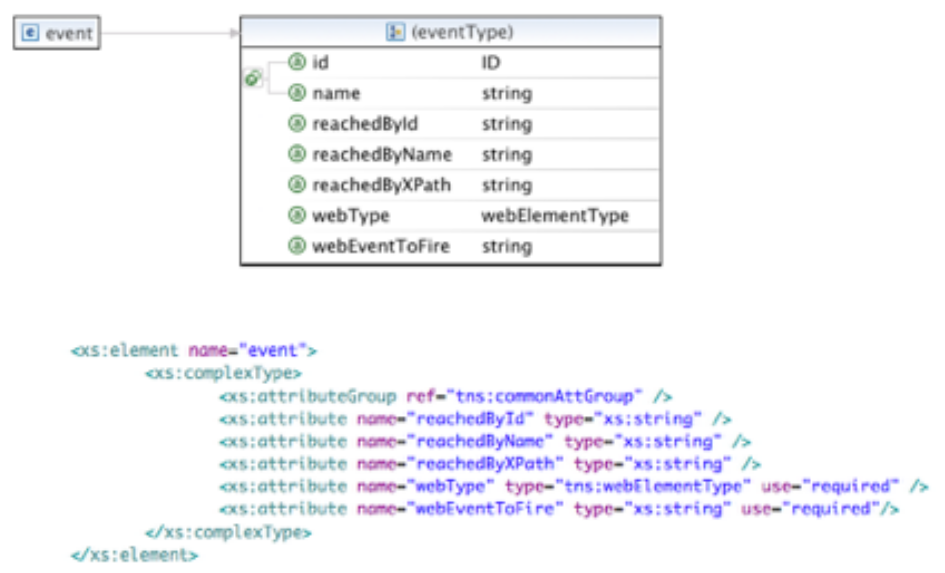 e event
(eventType)
a id ID
a name string
a reachedById string
a reachedByName string
a reachedByXPath string
a webType webElementType
a webEventToFire string
<xs:element name="event">
<xs:complexType>
<xs:attributeGroup ref="tns:commonAttGroup" />
<xs:attribute name="reachedById" type="xs:string" />
<xs:attribute name="reachedByName" type="xs:string" />
<xs:attribute name="reachedByXPath" type="xs:string" />
<xs:attribute name="webType" type="tns:webElementType" use="required" />
<xs:attribute name="webEventToFire" type="xs:string" use="required"/>
</xs:complexType>
</xs:element>